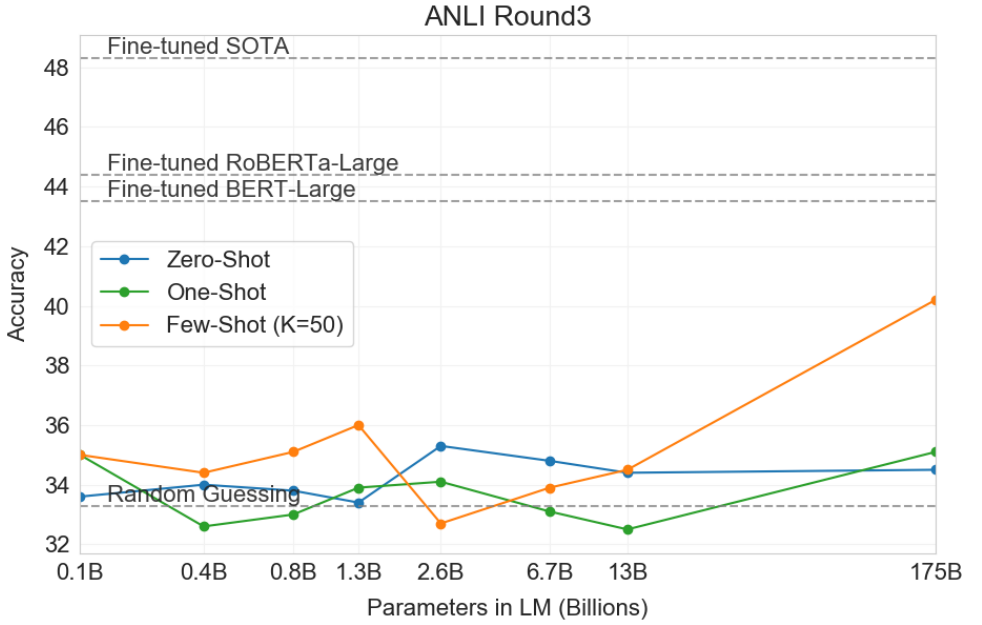 ANLI Round3
Fine-tuned SOTA
48
46
Fine-tuned RoBERTa-Large
44
Fine-tuned BERT-Large
42
Zero-Shot
One-Shot
Few-Shot (K=50)
40
38
36
34
Random Guessing
32
Accuracy
0.1B 0.4B 0.8B 1.3B 2.6B 6.7B 13B 175B
Parameters in LM (Billions)